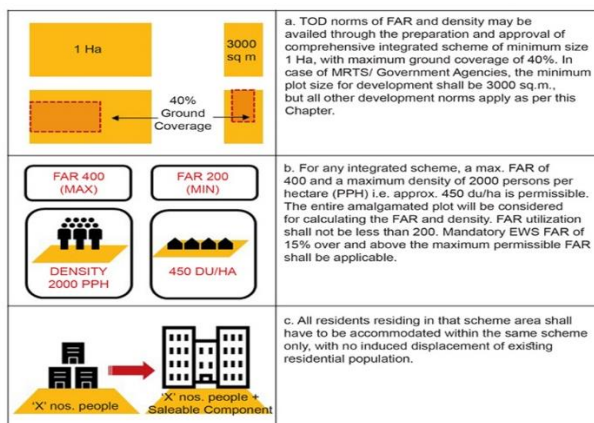 1 Ha
3000
sq m
40%
Ground
Coverage
a. TOD norms of FAR and density may be
availed through the preparation and approval of
comprehensive integrated scheme of minimum size
1 Ha, with maximum ground coverage of 40%. In
case of MRTS/ Government Agencies, the minimum
plot size for development shall be 3000 sq.m.,
but all other development norms apply as per this
Chapter.
FAR 400
(MAX)
FAR 200
(MIN)
DENSITY
2000 PPH
450 DU/HA
b. For any integrated scheme, a max. FAR of
400 and a maximum density of 2000 persons per
hectare (PPH) i.e. approx. 450 du/ha is permissible.
The entire amalgamated plot will be considered
for calculating the FAR and density. FAR utilization
shall not be less than 200. Mandatory EWS FAR of
15% over and above the maximum permissible FAR
shall be applicable.
'X' nos. people
'X' nos. people +
Saleable Component
c. All residents residing in that scheme area shall
have to be accommodated within the same scheme
only, with no induced displacement of existing
residential population.